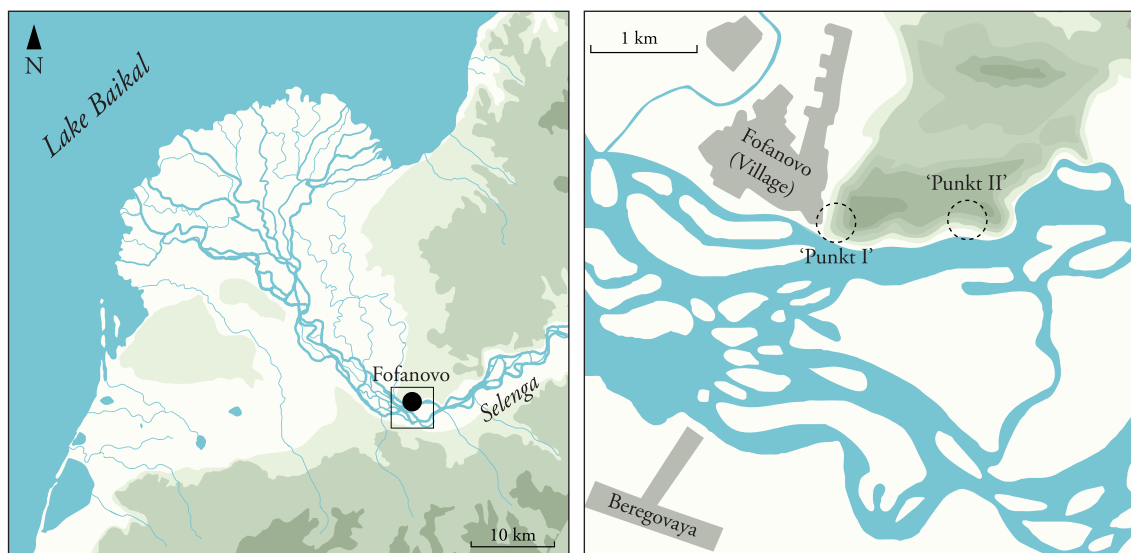 Lake Baikal
N
Fofanovo
Selenga
10 km
1 km
Fofanovo
(Village)
‘Punkt II’
‘Punkt I’
Beregovaya